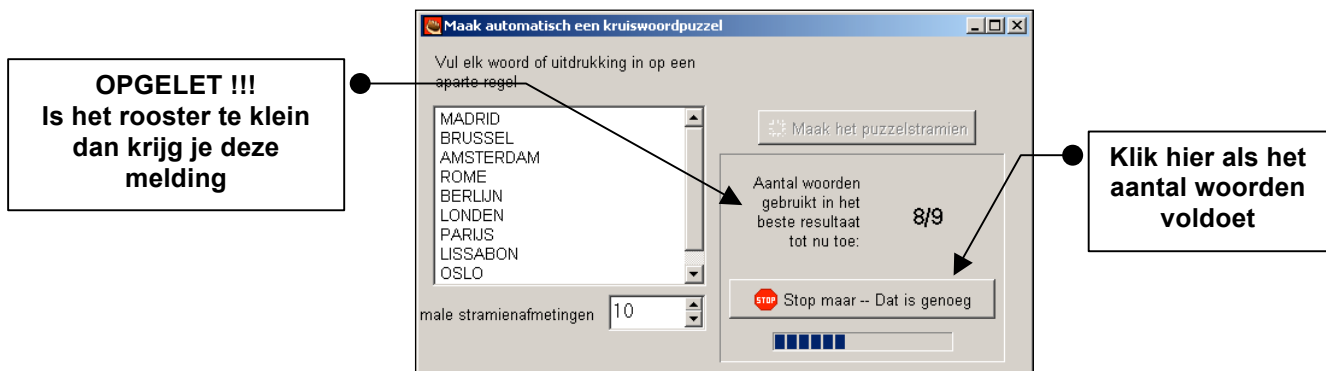 Maak automatisch een kruiswoordpuzzel
OPGELET !!!
Is het rooster te klein
dan krijg je deze
melding
Vul elk woord of uitdrukking in op een
aparte regel
MADRID
BRUSSEL
AMSTERDAM
ROME
BERLIJN
LONDEN
PARIJS
LISSABON
OSLO
male stramienafmetingen
10
Maak het puzzelstramien
Aantal woorden
gebruikt in het
beste resultaat
tot nu toe:
8/9
STOP
Stop maar -- Dat is genoeg
Klik hier als het
aantal woorden
voldoet